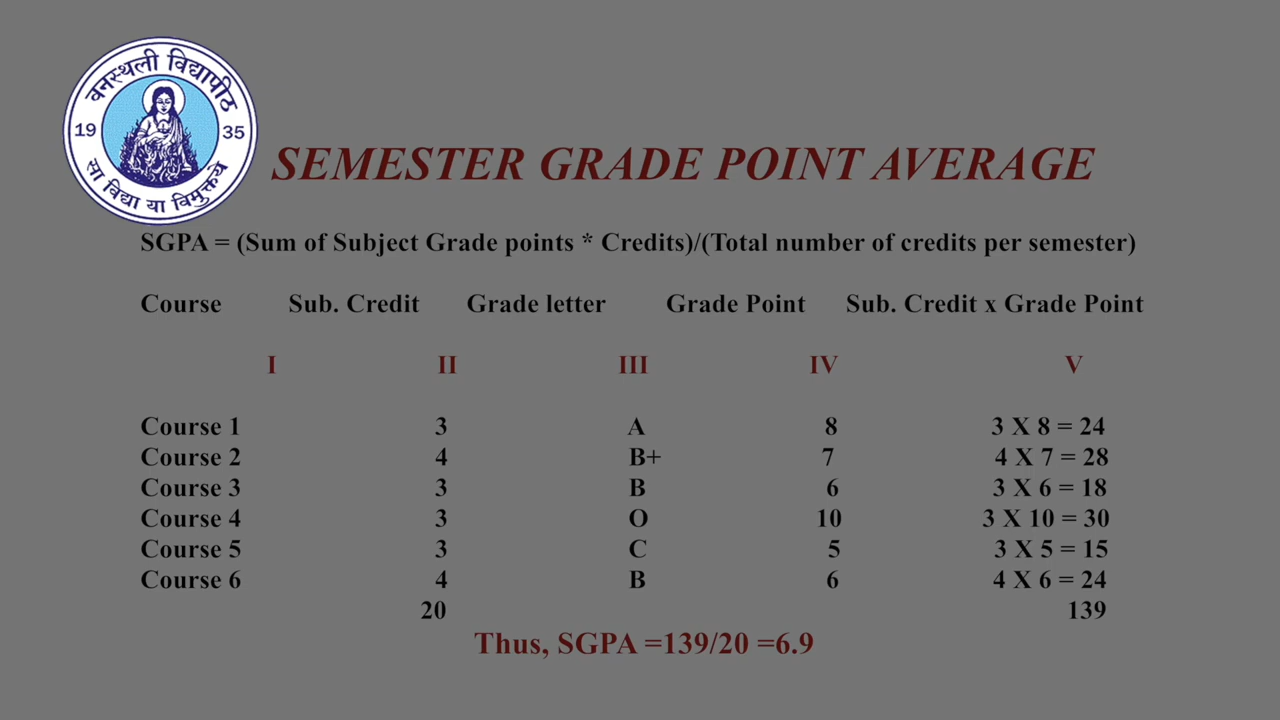 वनस्थली विद्यापीठ
19 35
सा विद्या या विमुक्तये
SEMESTER GRADE POINT AVERAGE
SGPA = (Sum of Subject Grade points * Credits)/(Total number of credits per semester)
Course Sub. Credit Grade letter Grade Point Sub. Credit x Grade Point
I II III IV V
Course 1 3 A 8 3 X 8 = 24
Course 2 4 B+ 7 4 X 7 = 28
Course 3 3 B 6 3 X 6 = 18
Course 4 3 O 10 3 X 10 = 30
Course 5 3 C 5 3 X 5 = 15
Course 6 4 B 6 4 X 6 = 24
20 139
Thus, SGPA =139/20 =6.9